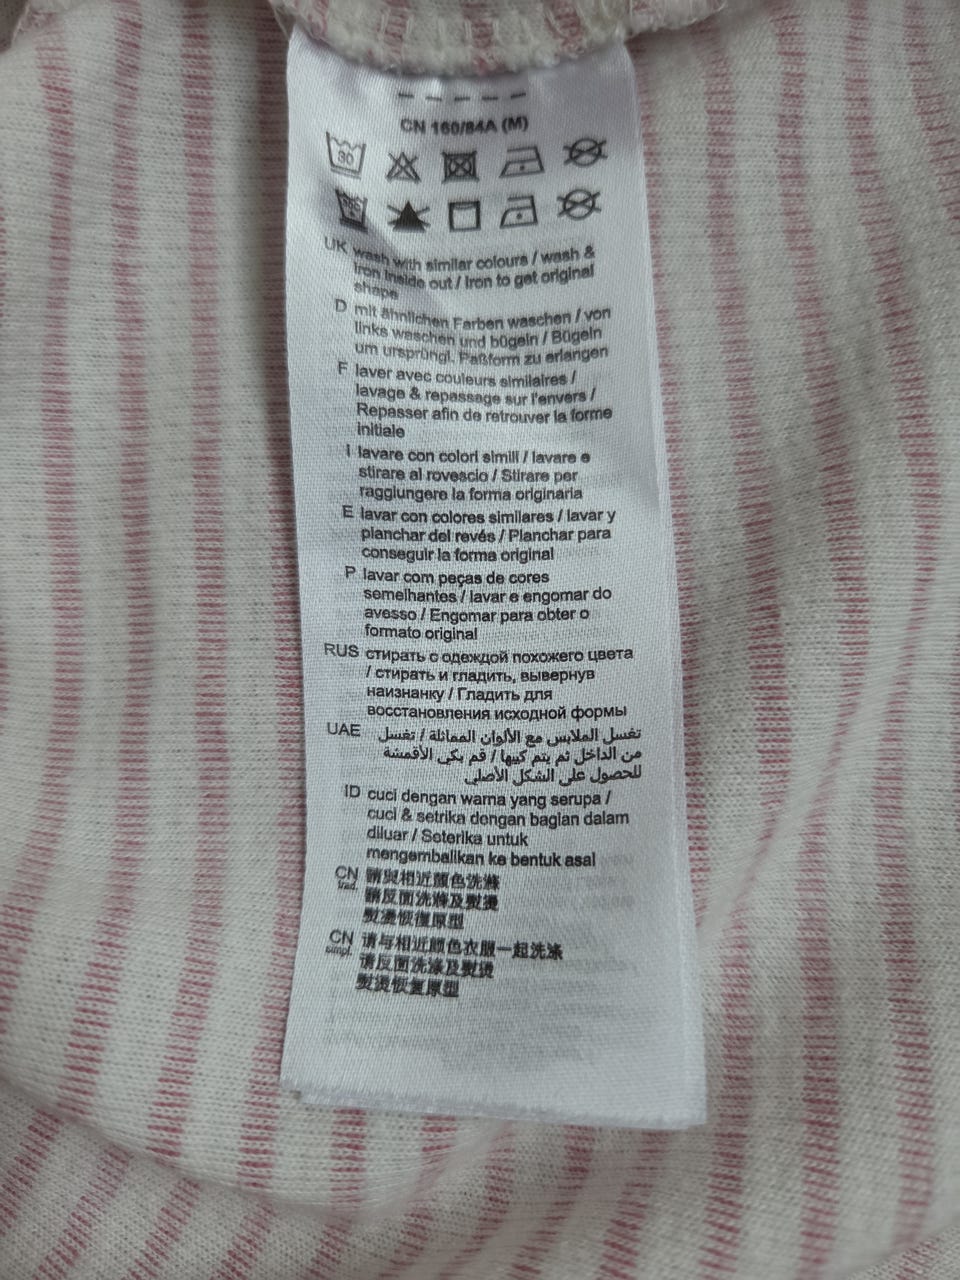 CN 160/84A (M)
30
UK wash with similar colours / wash &
iron inside out / Iron to get original
shape
D mit ähnlichen Farben waschen / von
links waschen und bügeln / Bügeln
um ursprüngl. Paßform zu erlangen
F laver avec couleurs similaires /
lavage & repassage sur l'envers /
Repasser afin de retrouver la forme
initiale
I lavare con colori simili / lavare e
stirare al rovescio / Stirare per
raggiungere la forma originaria
E lavar con colores similares / lavar y
planchar del revés / Planchar para
conseguir la forma original
P lavar com peças de cores
semelhantes / lavar e engomar do
avesso / Engomar para obter o
formato original
RUS стирать с одеждой похожего цвета
/ стирать и гладить, вывернув
наизнанку / Гладить для
восстановления исходной формы
UAE تغسل الملابس مع الألوان المماثلة / تغسل
من الداخل ثم يتم كيها / قم بكي الأقمشة
للحصول على الشكل الأصلي
ID cuci dengan warna yang serupa /
cuci & setrika dengan bagian dalam
diluar / Seterika untuk
mengembalikan ke bentuk asal
CN trad.請與相近顏色洗滌
請反面洗滌及熨燙
熨燙恢復原型
CN simpl. 请与相近颜色衣服一起洗涤
请反面洗涤及熨烫
熨烫恢复原型